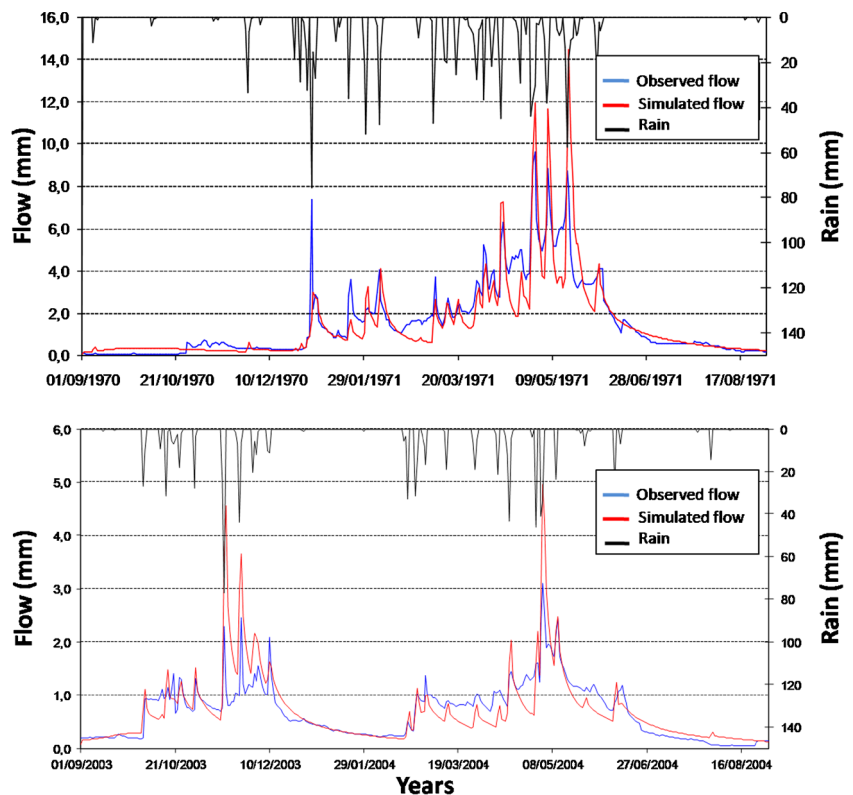 16,0
14,0
12,0
10,0
8,0
6,0
4,0
2,0
0,0
Flow (mm)
0
20
40
60
80
100
120
140
Rain (mm)
Observed flow
Simulated flow
Rain
01/09/1970 21/10/1970 10/12/1970 29/01/1971 20/03/1971 09/05/1971 28/06/1971 17/08/1971
6,0
5,0
4,0
3,0
2,0
1,0
0,0
Flow (mm)
0
20
40
60
80
100
120
140
Rain (mm)
Observed flow
Simulated flow
Rain
01/09/2003 21/10/2003 10/12/2003 29/01/2004 19/03/2004 08/05/2004 27/06/2004 16/08/2004
Years